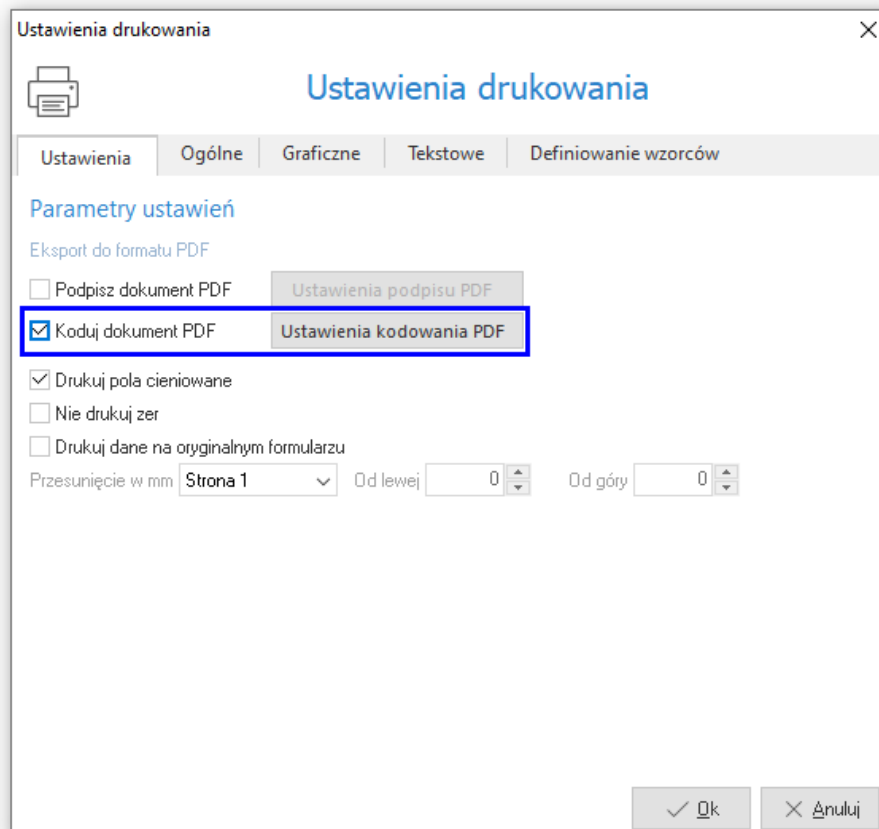 Ustawienia drukowania
Ustawienia drukowania
Ustawienia Ogólne Graficzne Tekstowe Definiowanie wzorców
Parametry ustawień
Eksport do formatu PDF
Podpisz dokument PDF Ustawienia podpisu PDF
Koduj dokument PDF Ustawienia kodowania PDF
Drukuj pola cieniowane
Nie drukuj zer
Drukuj dane na oryginalnym formularzu
Przesunięcie w mm Strona 1 Od lewej 0 Od góry 0
Ok Anuluj